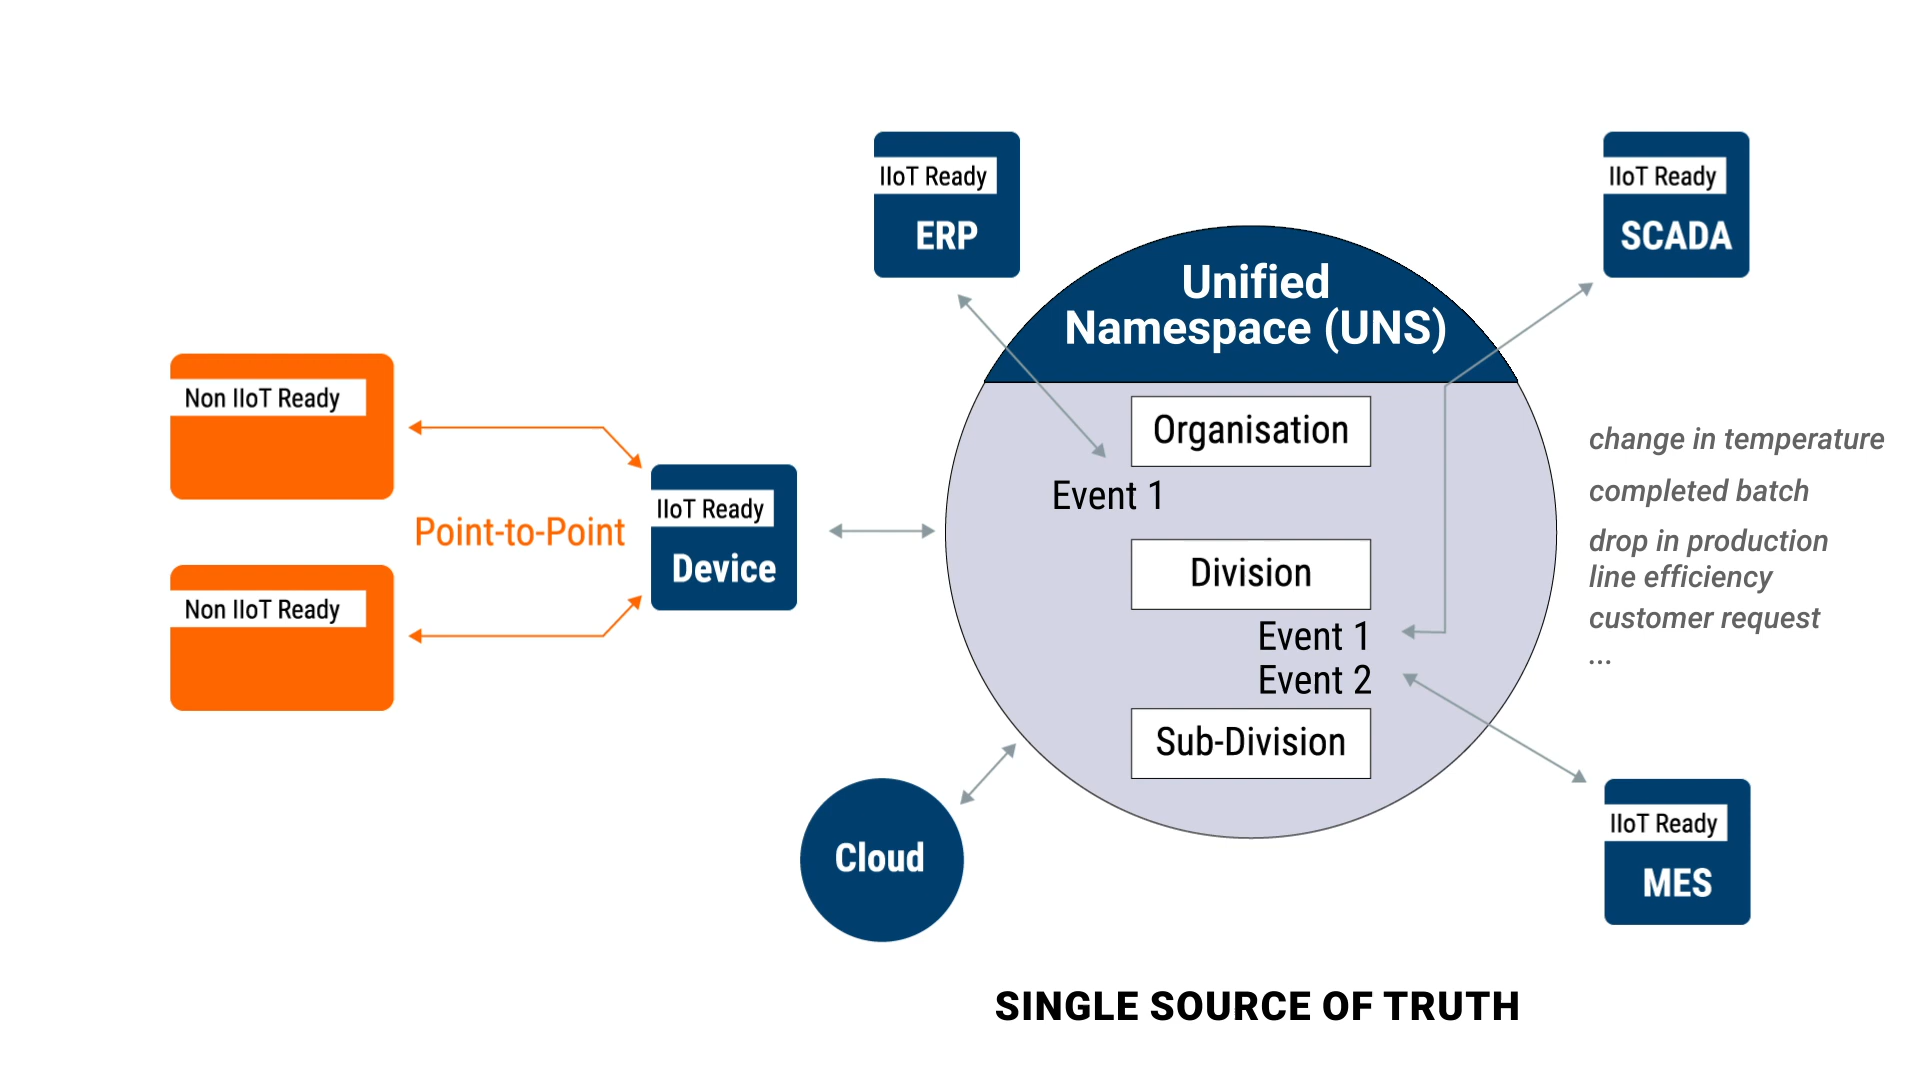 IIoT Ready
ERP
IIoT Ready
SCADA
Unified
Namespace (UNS)
Non IIoT Ready
Non IIoT Ready
Point-to-Point
IIoT Ready
Device
Organisation
Event 1
Division
Event 1
Event 2
Sub-Division
change in temperature
completed batch
drop in production
line efficiency
customer request
...
Cloud
IIoT Ready
MES
SINGLE SOURCE OF TRUTH